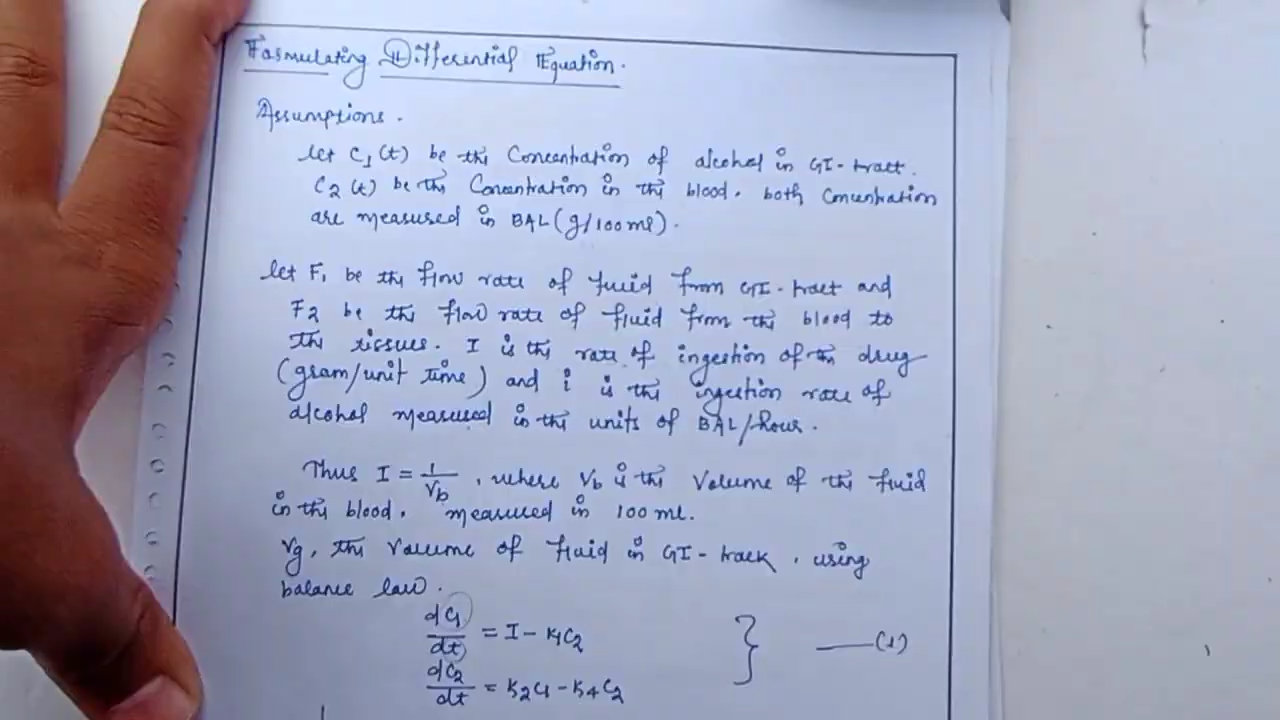 Formulating Differential Equation.
Assumptions.
Let C₁(t) be the Concentration of alcohol in GI-tract.
C₂(t) be the Concentration in the blood. both Concentration
are measured in BAL (g/100ml).
Let F₁ be the flow rate of fluid from GI-tract and
F₂ be the flow rate of fluid from the blood to
the tissues. I is the rate of ingestion of the drug
(gram/unit time) and i is the ingestion rate of
alcohol measured in the units of BAL/hour.
Thus I = 1/Vb, where Vb is the Volume of the fluid
in the blood, measured in 100 ml.
Vg, the Volume of fluid in GI-track, using
balance law.
dC₁/dt = I - K₁C₂
dC₂/dt = K₂C₁ - K₄C₂ } —(1)